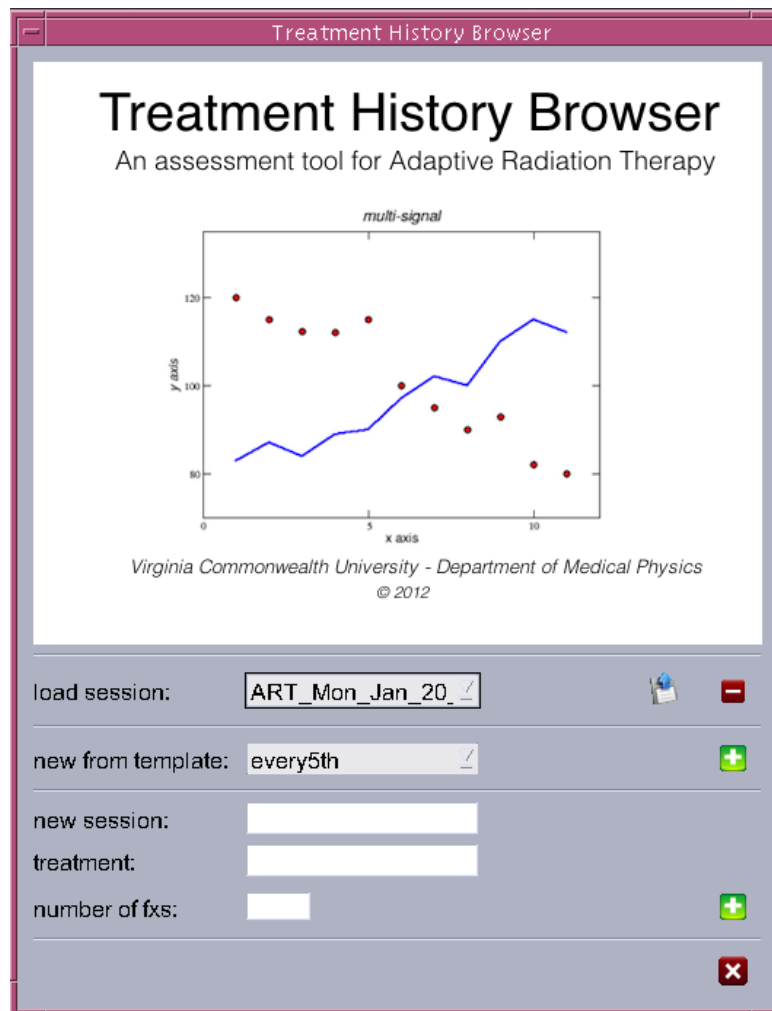 Treatment History Browser
Treatment History Browser
An assessment tool for Adaptive Radiation Therapy
multi-signal
120
100
80
y axis
0 5 10
x axis
Virginia Commonwealth University - Department of Medical Physics
© 2012
load session: ART_Mon_Jan_20_
new from template: every5th
new session:
treatment:
number of fxs: